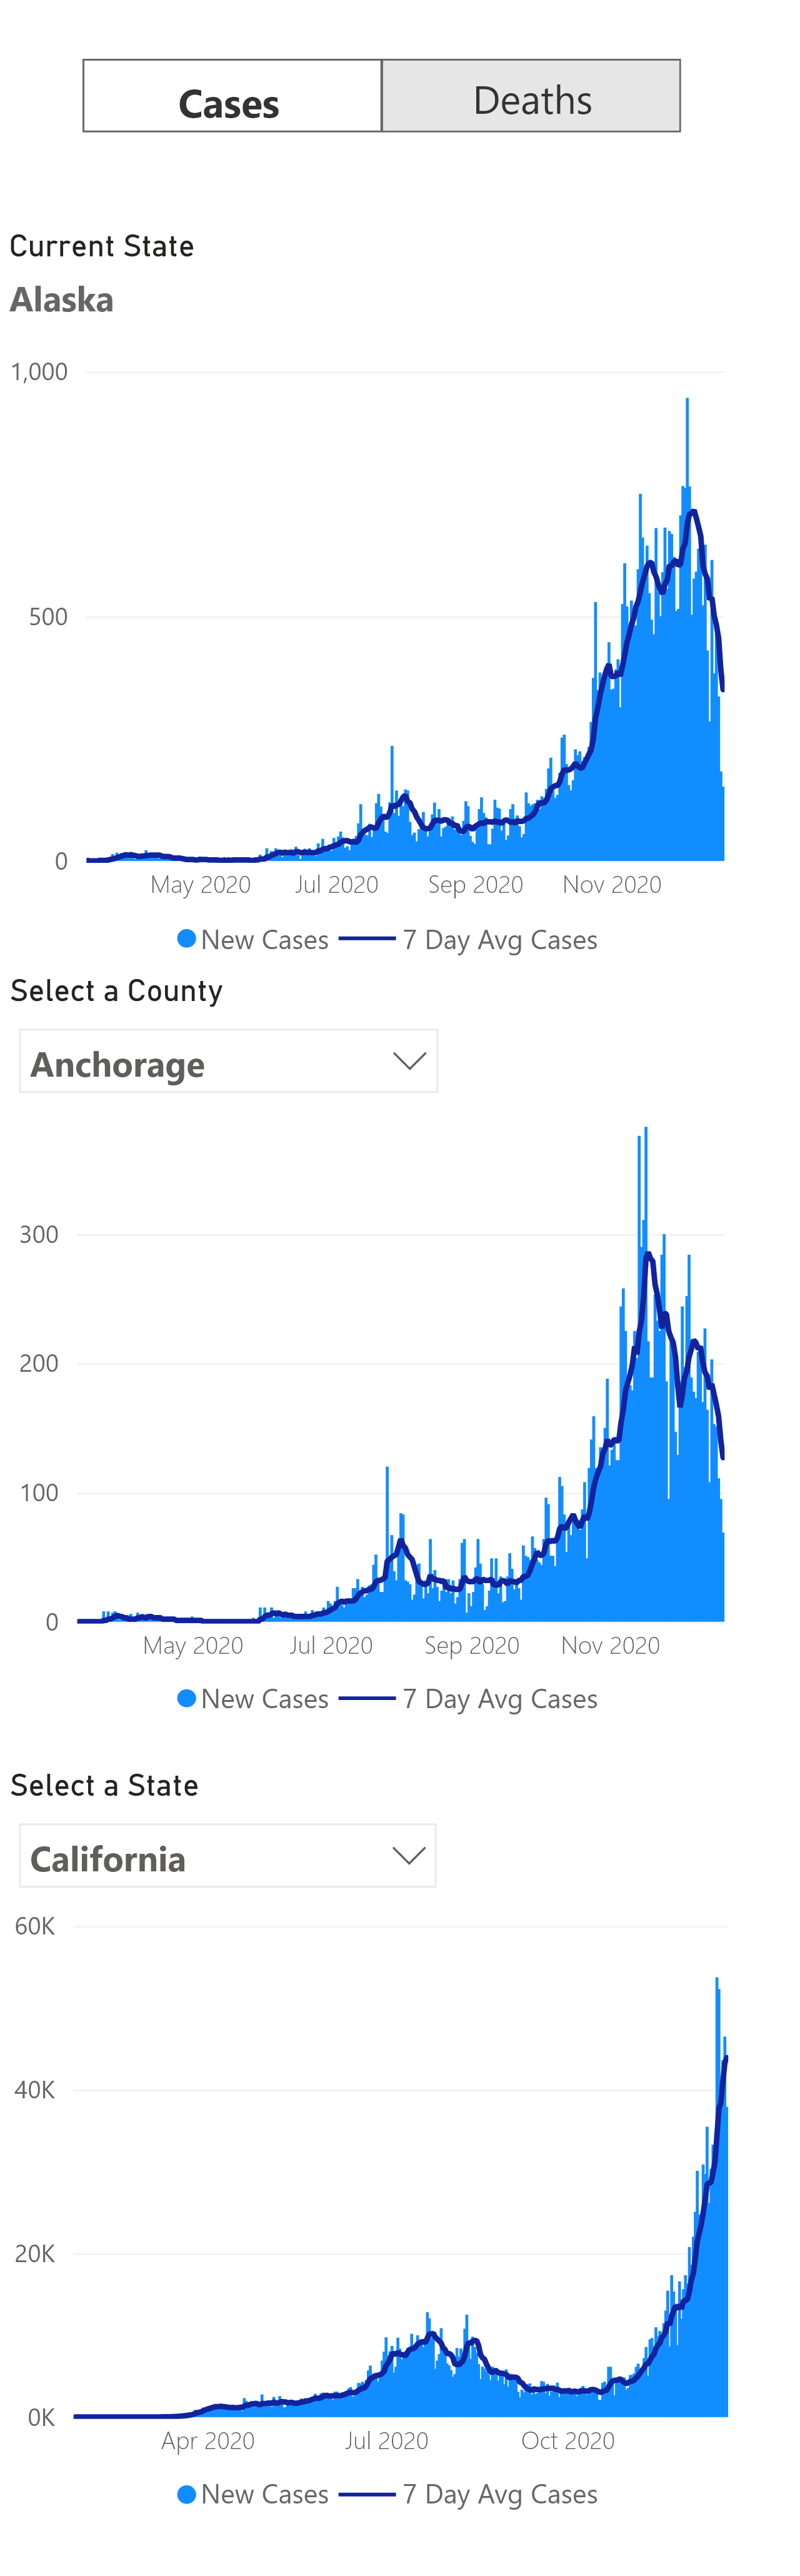 Cases Deaths
Current State
Alaska
1,000
500
0
May 2020 Jul 2020 Sep 2020 Nov 2020
New Cases 7 Day Avg Cases
Select a County
Anchorage
300
200
100
0
May 2020 Jul 2020 Sep 2020 Nov 2020
New Cases 7 Day Avg Cases
Select a State
California
60K
40K
20K
0K
Apr 2020 Jul 2020 Oct 2020
New Cases 7 Day Avg Cases